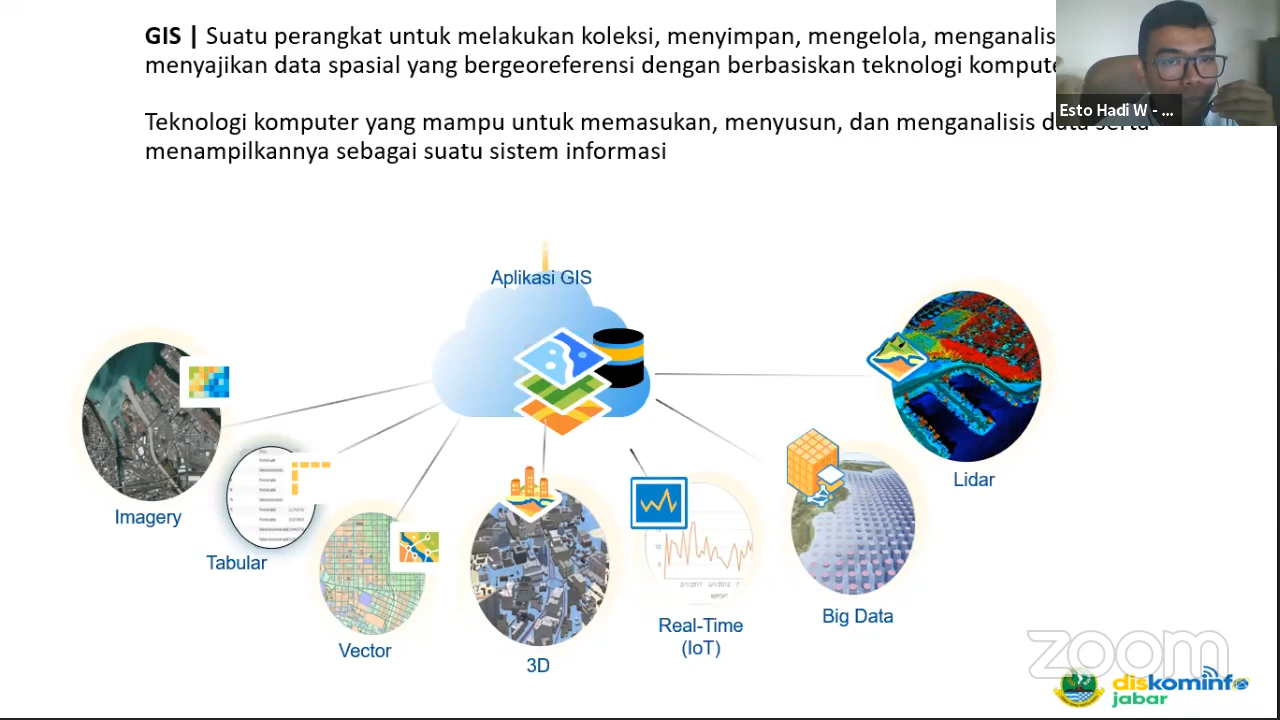 GIS | Suatu perangkat untuk melakukan koleksi, menyimpan, mengelola, menganalis
menyajikan data spasial yang bergeoreferensi dengan berbasiskan teknologi kompute
Esto Hadi W - ...
Teknologi komputer yang mampu untuk memasukan, menyusun, dan menganalisis data serta
menampilkannya sebagai suatu sistem informasi
Aplikasi GIS
Imagery
Tabular
Vector
3D
Real-Time
(IoT)
Big Data
Lidar
zoom
diskominfo
jabar